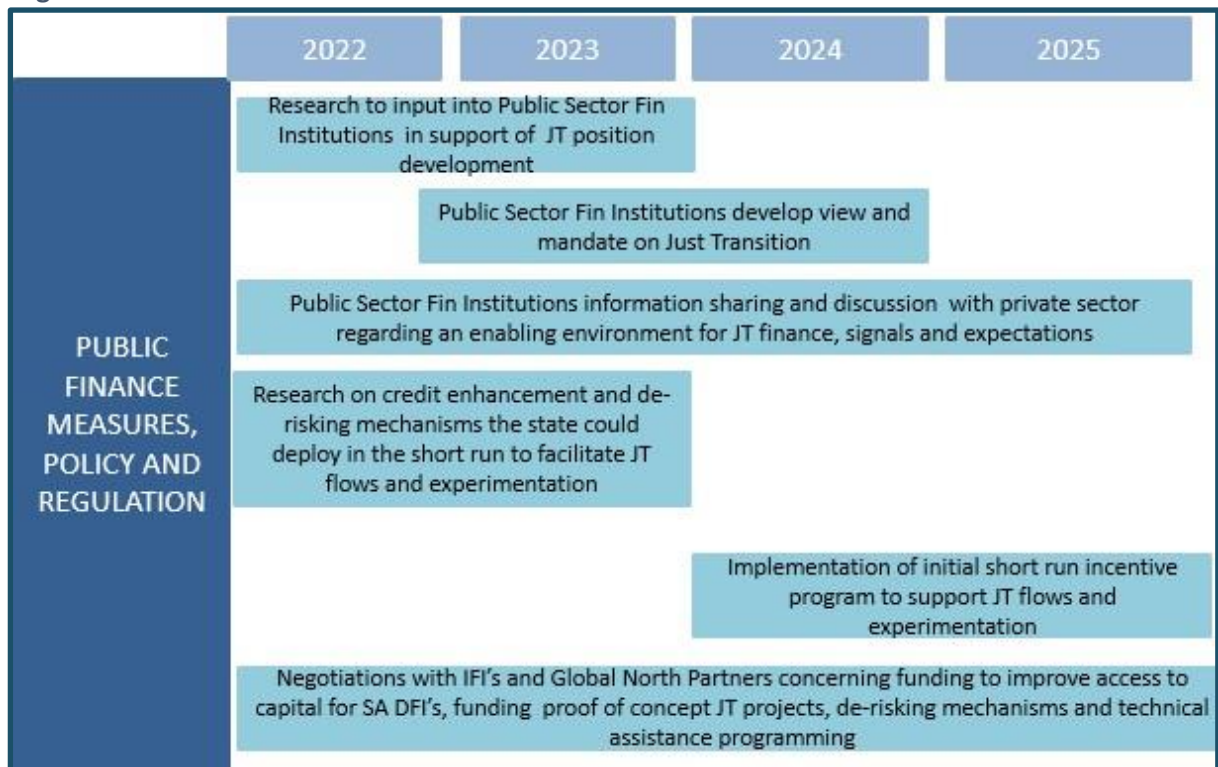 2022
2023
2024
2025
PUBLIC
FINANCE
MEASURES,
POLICY AND
REGULATION
Research to input into Public Sector Fin
Institutions in support of JT position
development
Public Sector Fin Institutions develop view and
mandate on Just Transition
Public Sector Fin Institutions information sharing and discussion with private sector
regarding an enabling environment for JT finance, signals and expectations
Research on credit enhancement and de-
risking mechanisms the state could
deploy in the short run to facilitate JT
flows and experimentation
Implementation of initial short run incentive
program to support JT flows and
experimentation
Negotiations with IFI's and Global North Partners concerning funding to improve access to
capital for SA DFI's, funding proof of concept JT projects, de-risking mechanisms and technical
assistance programming